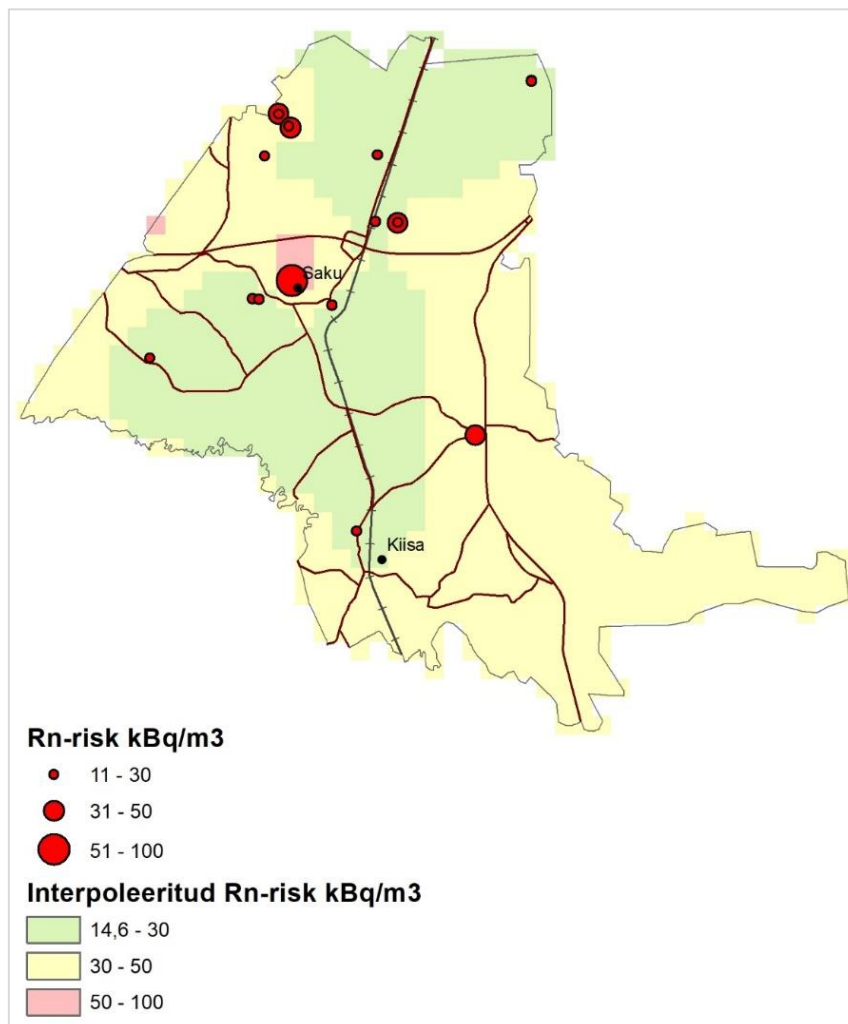 Saku
Kiisa
Rn-risk kBq/m3
11 - 30
31 - 50
51 - 100
Interpoleeritud Rn-risk kBq/m3
14,6 - 30
30 - 50
50 - 100